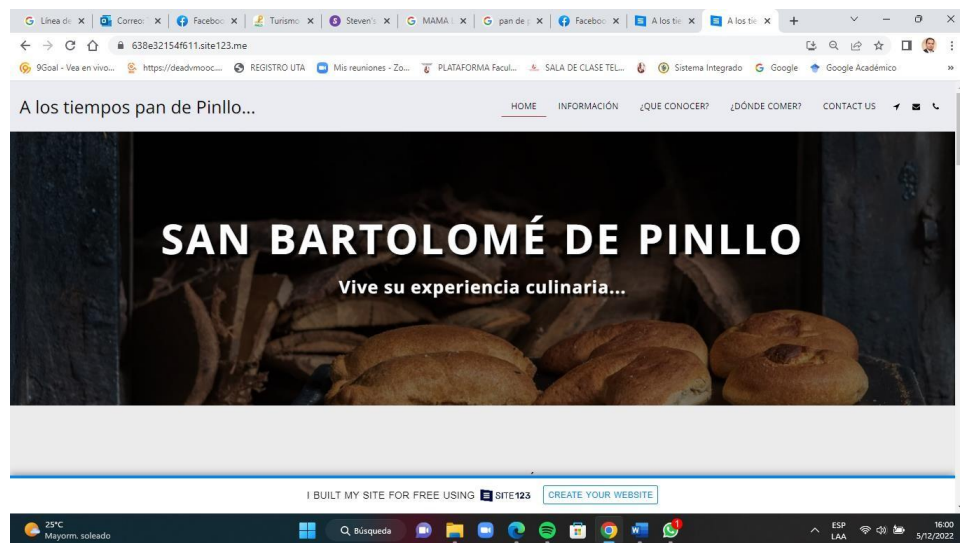 Línea de
Correo:
Faceboo
Turismo
Steven's
MAMA
pan de
Faceboo
A los tie
A los tie
638e32154f611.site123.me
9Goal - Vea en vivo...
https://deadvmooc....
REGISTRO UTA
Mis reuniones - Zo...
PLATAFORMA Facul...
SALA DE CLASE TEL...
Sistema Integrado
Google
Google Académico
»
A los tiempos pan de Pinllo...
HOME
INFORMACIÓN
¿QUE CONOCER?
¿DÓNDE COMER?
CONTACT US
SAN BARTOLOMÉ DE PINLLO
Vive su experiencia culinaria...
I BUILT MY SITE FOR FREE USING SITE123
CREATE YOUR WEBSITE
25°C
Mayorm. soleado
Búsqueda
ESP
LAA
16:00
5/12/2022